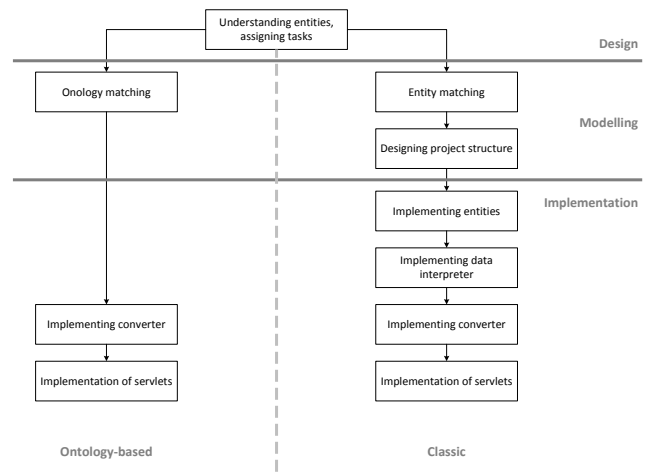 Understanding entities,
assigning tasks
Design
Onology matching
Entity matching
Modelling
Designing project structure
Implementation
Implementing entities
Implementing data
interpreter
Implementing converter
Implementing converter
Implementation of servlets
Implementation of servlets
Ontology-based
Classic